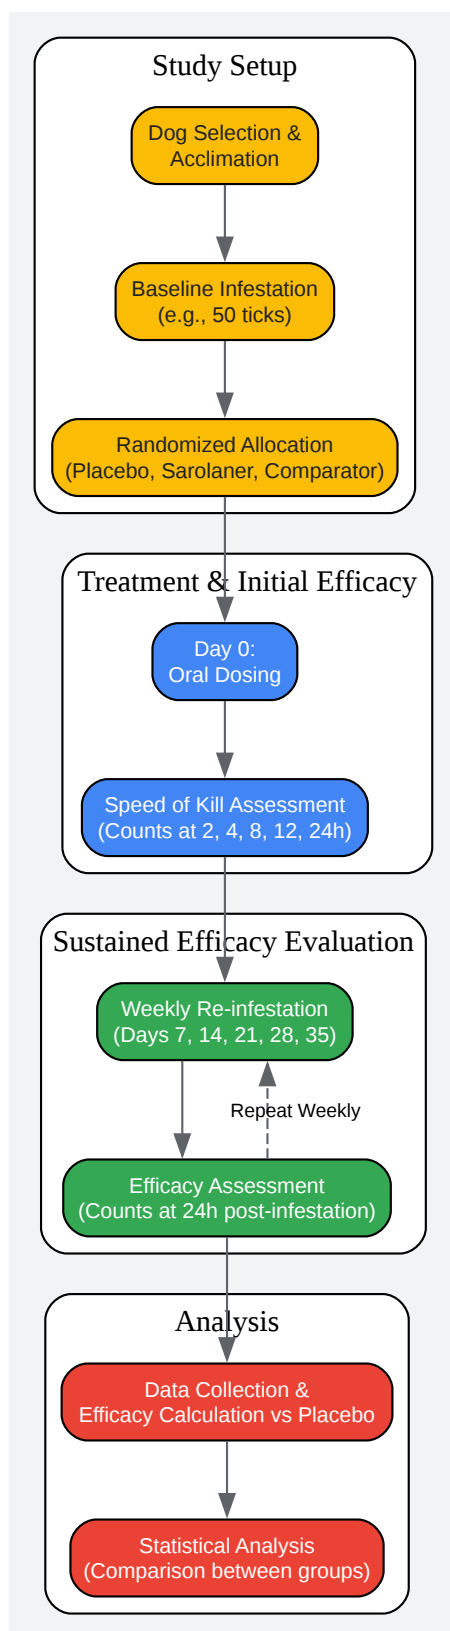 Study Setup
Dog Selection &
Acclimation
Baseline Infestation
(e.g., 50 ticks)
Randomized Allocation
(Placebo, Sarolaner, Comparator)
Treatment & Initial Efficacy
Day 0:
Oral Dosing
Speed of Kill Assessment
(Counts at 2, 4, 8, 12, 24h)
Sustained Efficacy Evaluation
Weekly Re-infestation
(Days 7, 14, 21, 28, 35)
Repeat Weekly
Efficacy Assessment
(Counts at 24h post-infestation)
Analysis
Data Collection &
Efficacy Calculation vs Placebo
Statistical Analysis
(Comparison between groups)